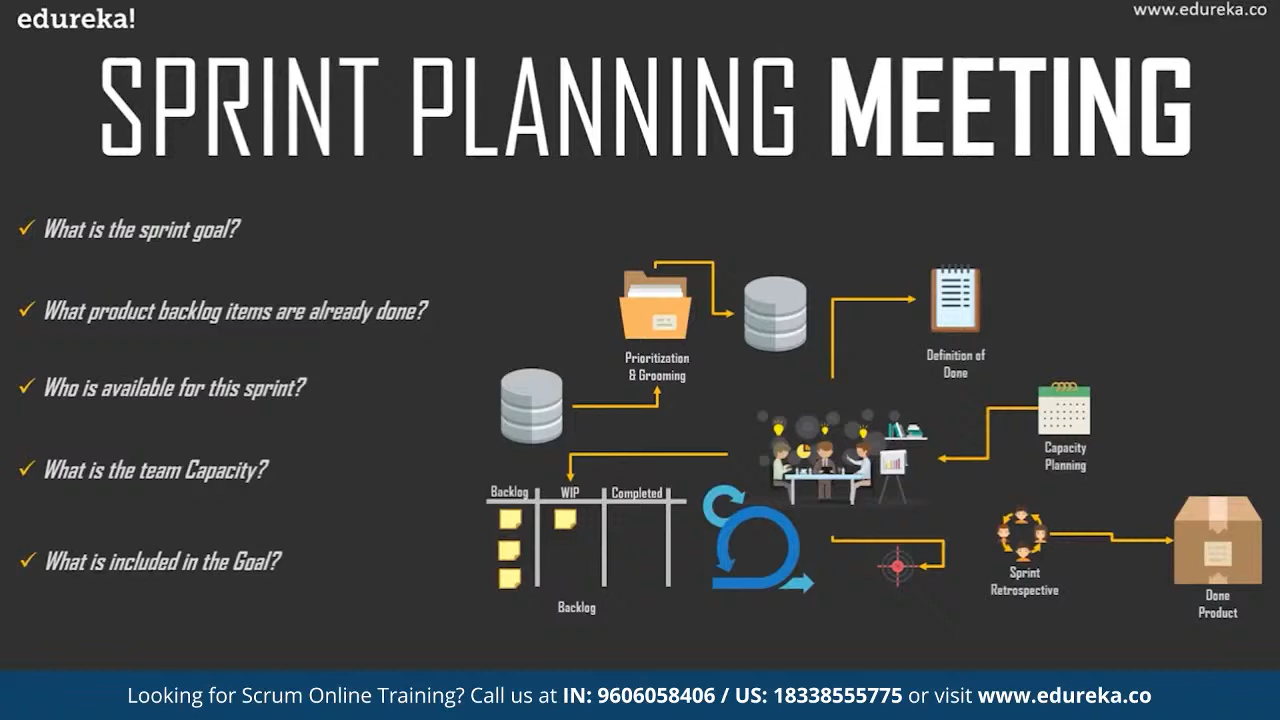 edureka!
www.edureka.co
SPRINT PLANNING MEETING
What is the sprint goal?
What product backlog items are already done?
Who is available for this sprint?
What is the team Capacity?
What is included in the Goal?
Prioritization
& Grooming
Definition of
Done
Capacity
Planning
Backlog WIP Completed
Backlog
Sprint
Retrospective
Done
Product
Looking for Scrum Online Training? Call us at IN: 9606058406 / US: 18338555775 or visit www.edureka.co